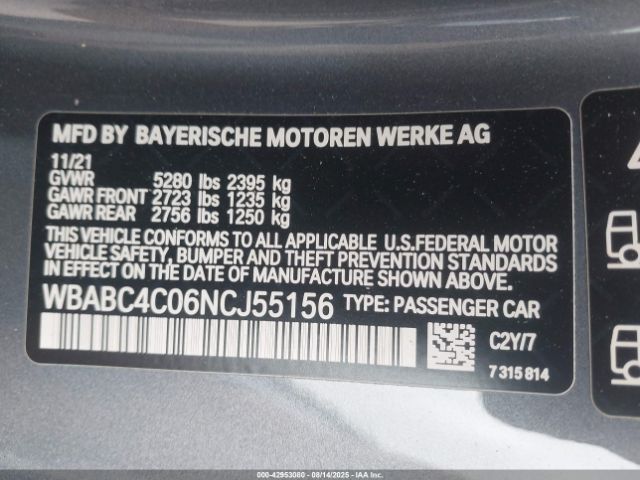 MFD BY BAYERISCHE MOTOREN WERKE AG
11/21
GVWR 5280 lbs 2395 kg
GAWR FRONT 2723 lbs 1235 kg
GAWR REAR 2756 lbs 1250 kg
THIS VEHICLE CONFORMS TO ALL APPLICABLE U.S.FEDERAL MOTOR
VEHICLE SAFETY, BUMPER, AND THEFT PREVENTION STANDARDS
IN EFFECT ON THE DATE OF MANUFACTURE SHOWN ABOVE.
WBABC4C06NCJ55156 TYPE: PASSENGER CAR
C2Y/7
7 315 814
000-42953080 - 08/14/2025 - IAAI.COM